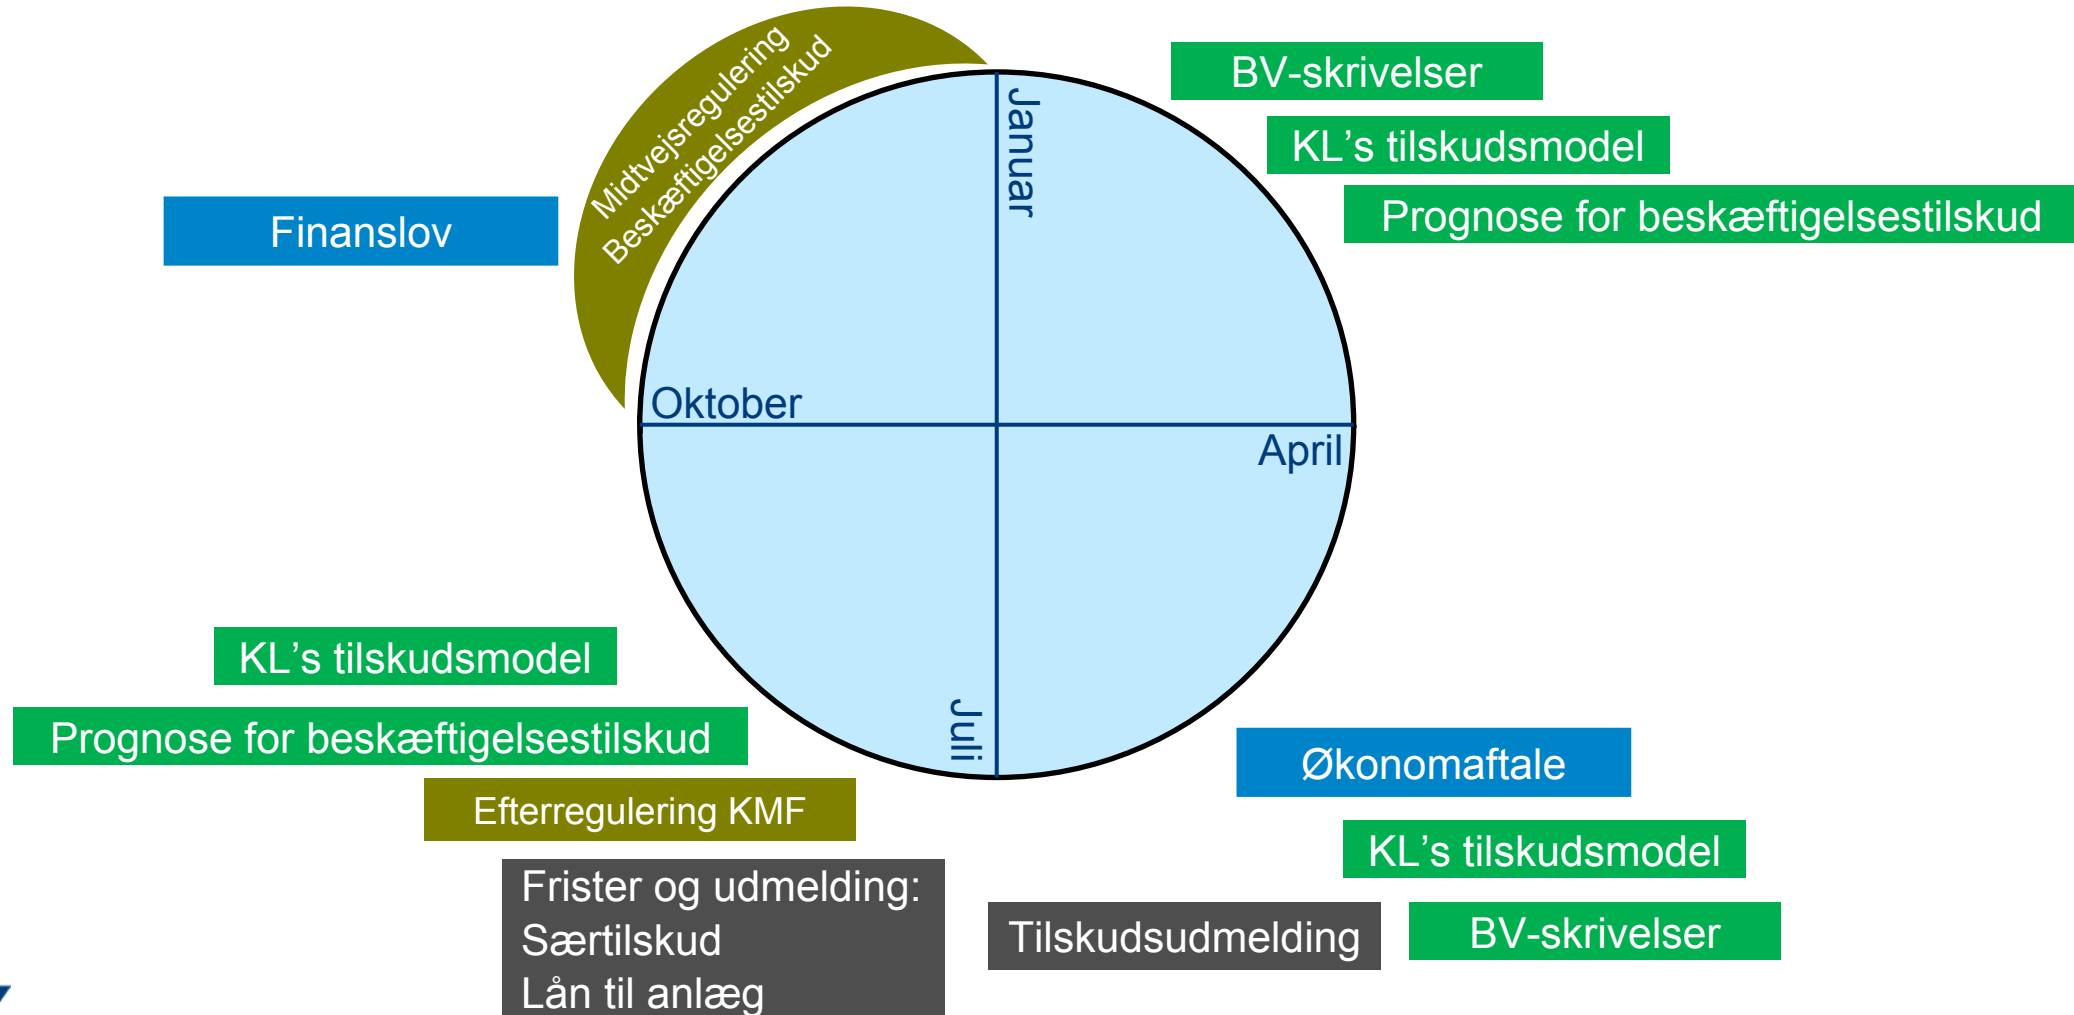 Midtvejsregulering
Beskæftigelsestilskud
Januar
BV-skrivelser
KL’s tilskudsmodel
Prognose for beskæftigelsestilskud
Finanslov
Oktober
April
KL’s tilskudsmodel
Prognose for beskæftigelsestilskud
Juli
Efterregulering KMF
Økonomaftale
KL’s tilskudsmodel
Frister og udmelding:
Særtilskud
Lån til anlæg
Tilskudsudmelding
BV-skrivelser